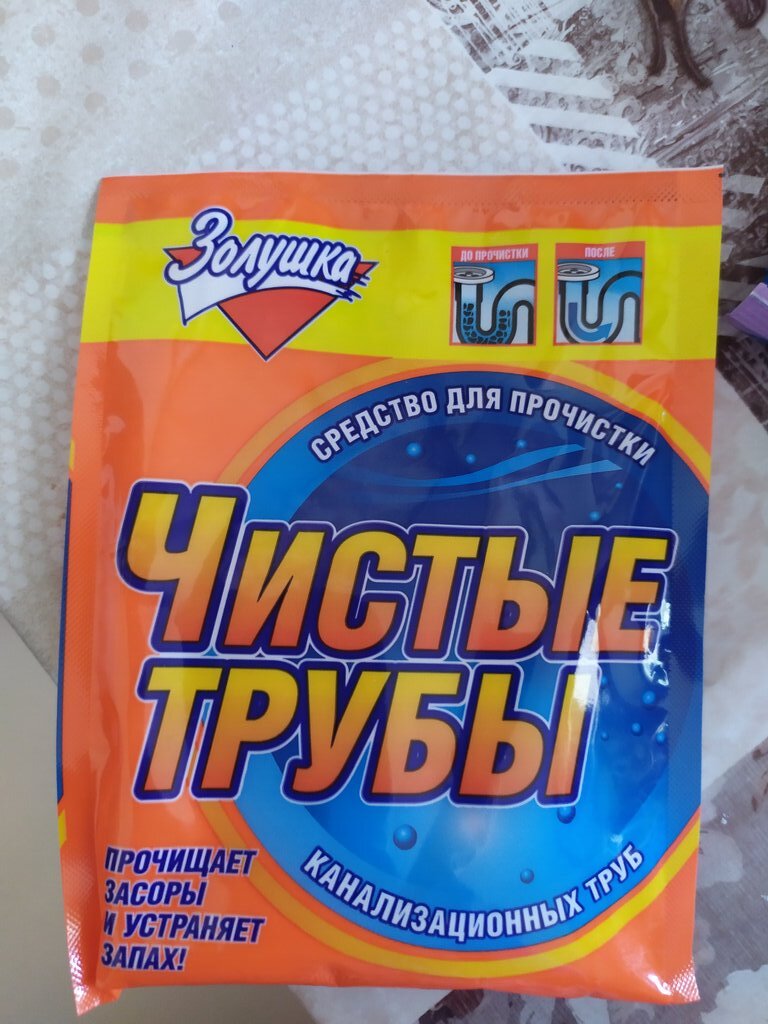 Золушка
ДО ПРОЧИСТКИ
ПОСЛЕ
СРЕДСТВО ДЛЯ ПРОЧИСТКИ
ЧИСТЫЕ
ТРУБЫ
КАНАЛИЗАЦИОННЫХ ТРУБ
ПРОЧИЩАЕТ
ЗАСОРЫ
И УСТРАНЯЕТ
ЗАПАХ!